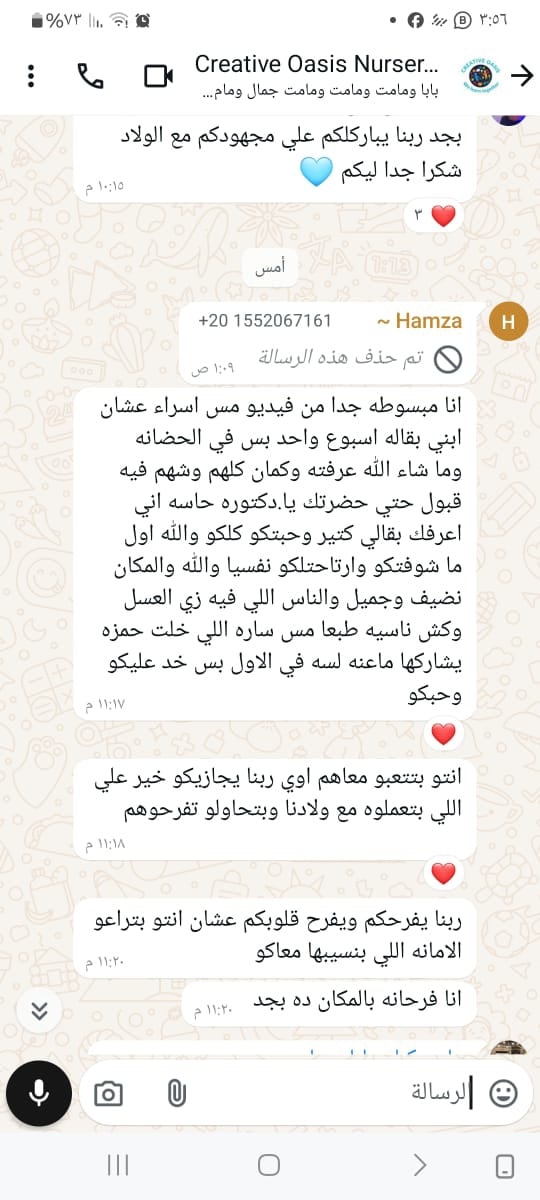 %٧٣
٣:٥٦
Creative Oasis Nurser...
بابا ومامت ومامت ومامت جمال ومام...
بجد ربنا يباركلكم علي مجهودكم مع الولاد
شكرا جدا ليكم
١٠:١٥ م
٣
أمس
~ Hamza
+20 1552067161
تم حذف هذه الرسالة
١:٠٩ ص
انا مبسوطه جدا من فيديو مس اسراء عشان
ابني بقاله اسبوع واحد بس في الحضانه
وما شاء الله عرفته وكمان كلهم وشهم فيه
قبول حتي حضرتك يا.دكتوره حاسه اني
اعرفك بقالي كتير وحبتكو كلكو والله اول
ما شوفتكو وارتاحتلكو نفسيا والله والمكان
نضيف وجميل والناس اللي فيه زي العسل
وكش ناسيه طبعا مس ساره اللي خلت حمزه
يشاركها ماعنه لسه في الاول بس خد عليكو
وحبكو
١١:١٧ م
انتو بتتعبو معاهم اوي ربنا يجازيكو خير علي
اللي بتعملوه مع ولادنا وبتحاولو تفرحوهم
١١:١٨ م
ربنا يفرحكم ويفرح قلوبكم عشان انتو بتراعو
الامانه اللي بنسيبها معاكو
١١:٢٠ م
انا فرحانه بالمكان ده بجد
١١:٢٠ م
الرسالة